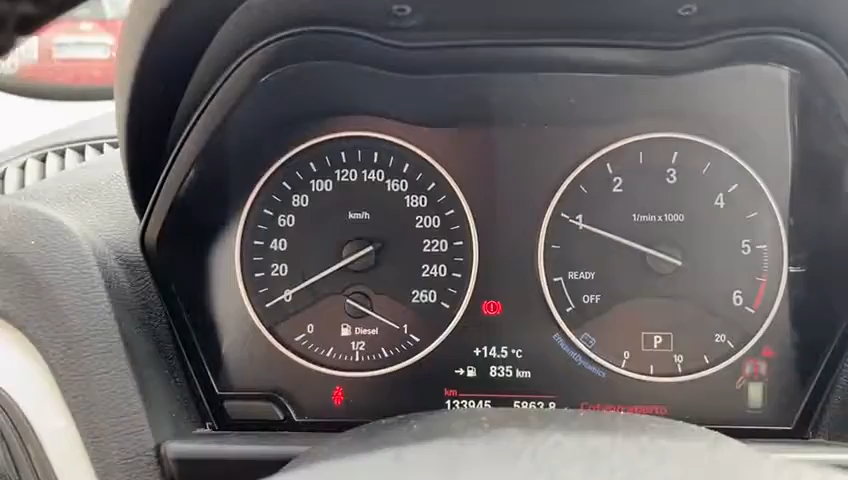 0
20
40
60
80
100
120
140
160
180
200
220
240
260
km/h
0
1/2
1
Diesel
+14.5 °C
835 km
km
133945 5863.8
1
2
3
4
5
6
1/min x 1000
READY
OFF
P
EfficientDynamics
0
10
20